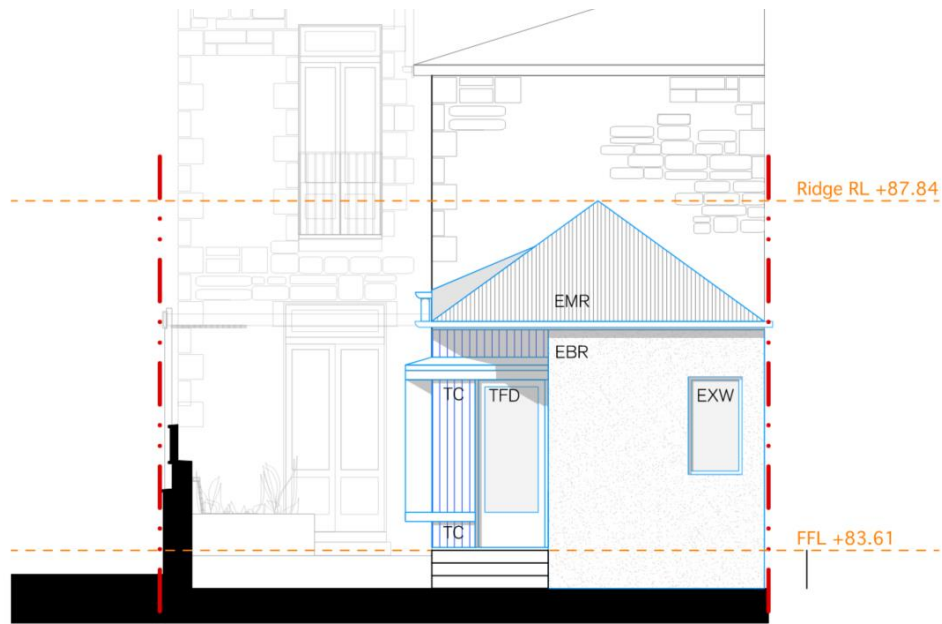 Ridge RL +87.84
EMR
EBR
TC
TFD
EXW
TC
FFL +83.61